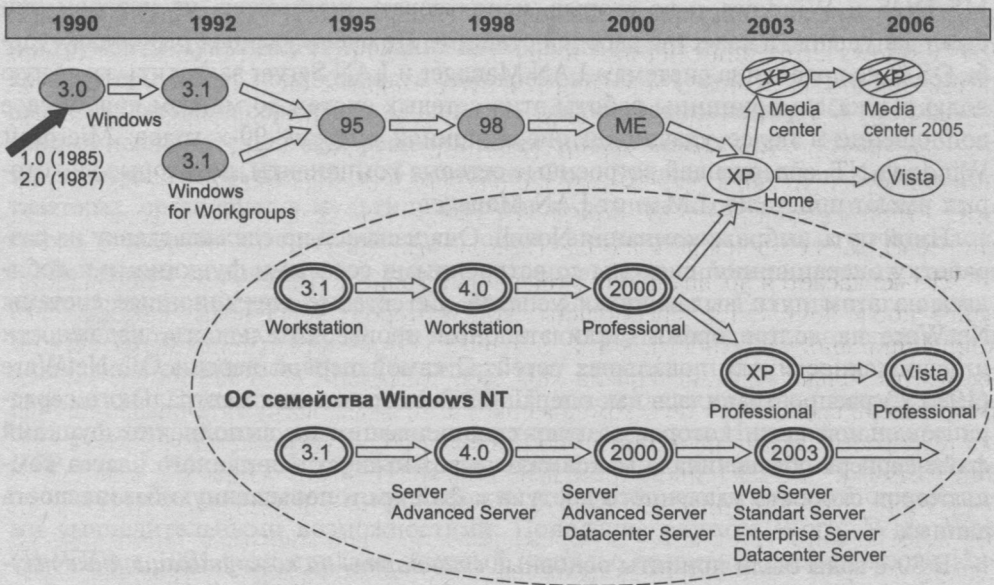 1990 1992 1995 1998 2000 2003 2006
3.0
3.1
Windows
1.0 (1985)
2.0 (1987)
3.1
Windows
for Workgroups
95
98
ME
XP
Media
center
XP
Media
center 2005
XP
Home
Vista
3.1
Workstation
4.0
Workstation
2000
Professional
XP
Professional
Vista
Professional
ОС семейства Windows NT
3.1
4.0
Server
Advanced Server
2000
Server
Advanced Server
Datacenter Server
2003
Web Server
Standart Server
Enterprise Server
Datacenter Server